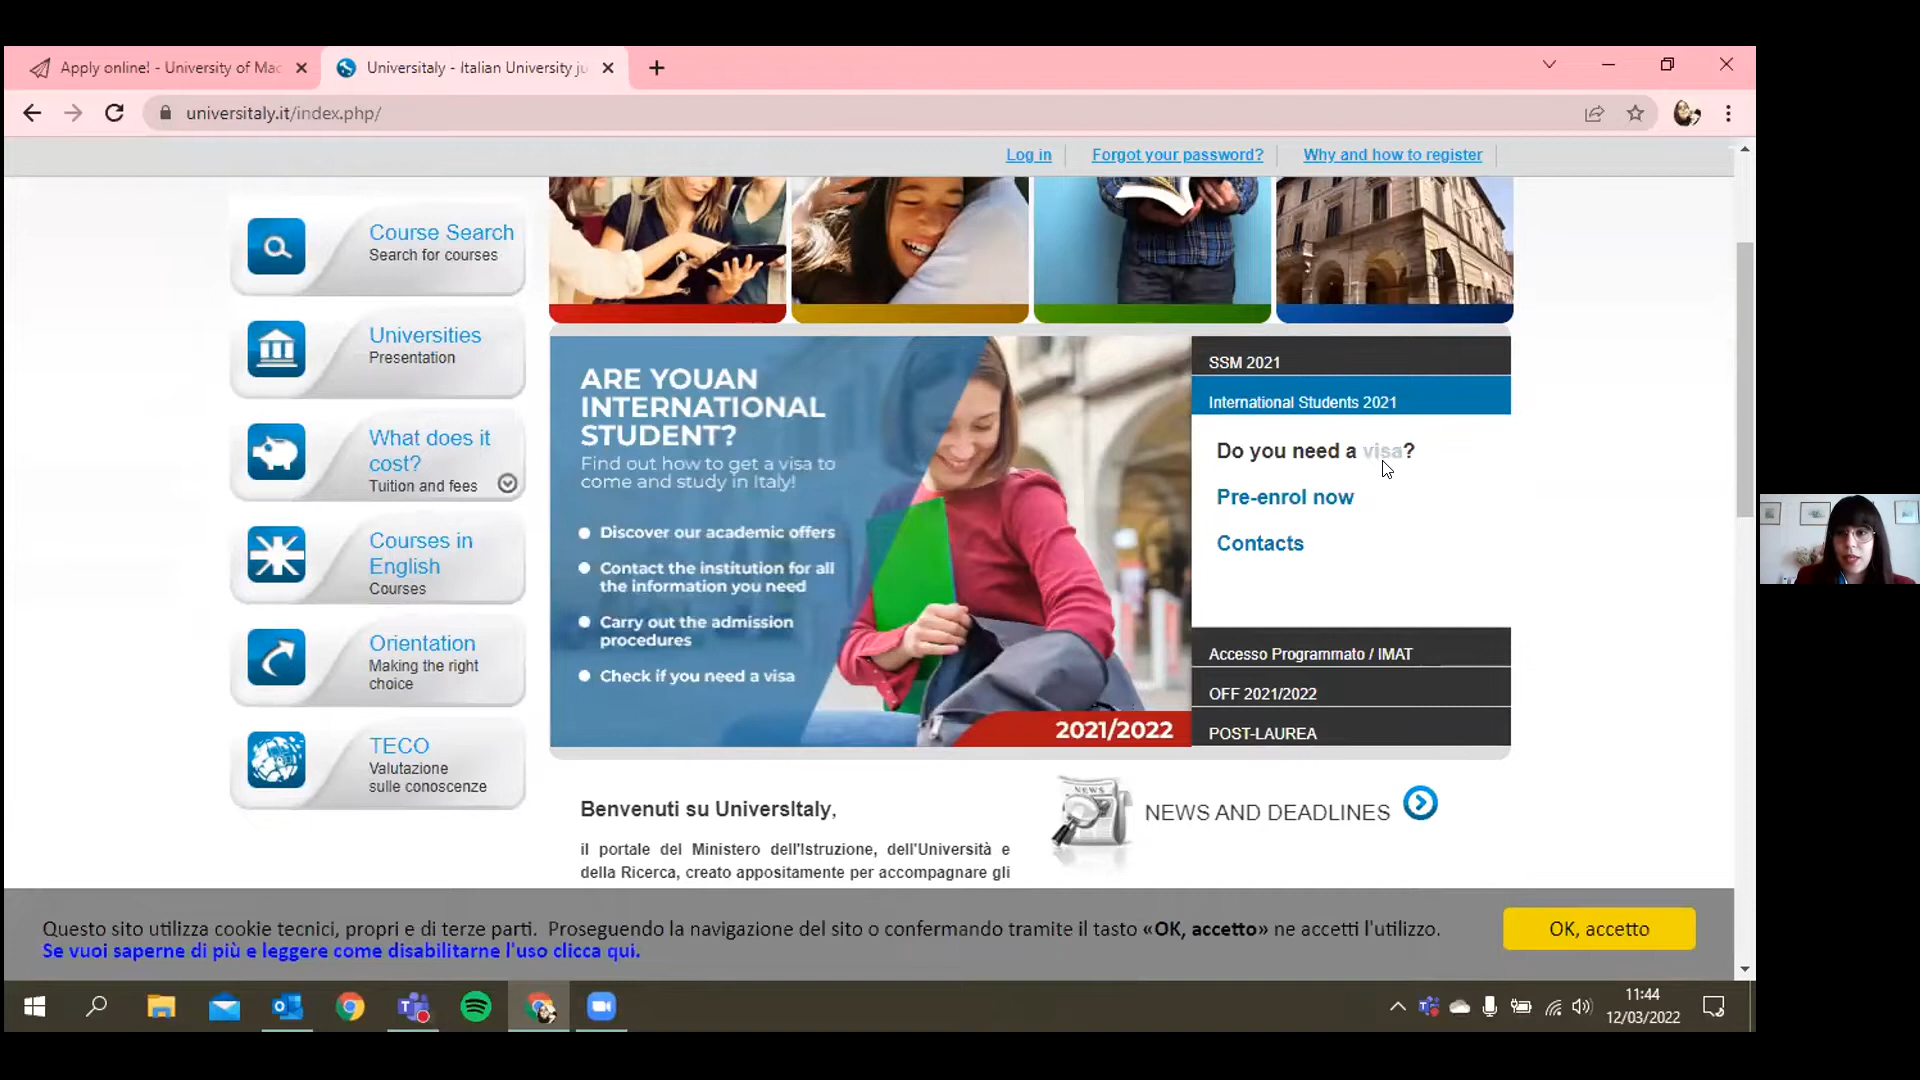 Apply online! - University of Mac
Universitaly - Italian University ju
universitaly.it/index.php/
Log in
Forgot your password?
Why and how to register
Course Search
Search for courses
Universities
Presentation
What does it
cost?
Tuition and fees
Courses in
English
Courses
Orientation
Making the right
choice
TECO
Valutazione
sulle conoscenze
ARE YOUAN
INTERNATIONAL
STUDENT?
Find out how to get a visa to
come and study in Italy!
Discover our academic offers
Contact the institution for all
the information you need
Carry out the admission
procedures
Check if you need a visa
2021/2022
SSM 2021
International Students 2021
Do you need a visa?
Pre-enrol now
Contacts
Accesso Programmato / IMAT
OFF 2021/2022
POST-LAUREA
Benvenuti su UniversItaly,
il portale del Ministero dell'Istruzione, dell'Università e
della Ricerca, creato appositamente per accompagnare gli
NEWS
NEWS AND DEADLINES
Questo sito utilizza cookie tecnici, propri e di terze parti. Proseguendo la navigazione del sito o confermando tramite il tasto «OK, accetto» ne accetti l'utilizzo.
Se vuoi saperne di più e leggere come disabilitarne l'uso clicca qui.
OK, accetto
11:44
12/03/2022